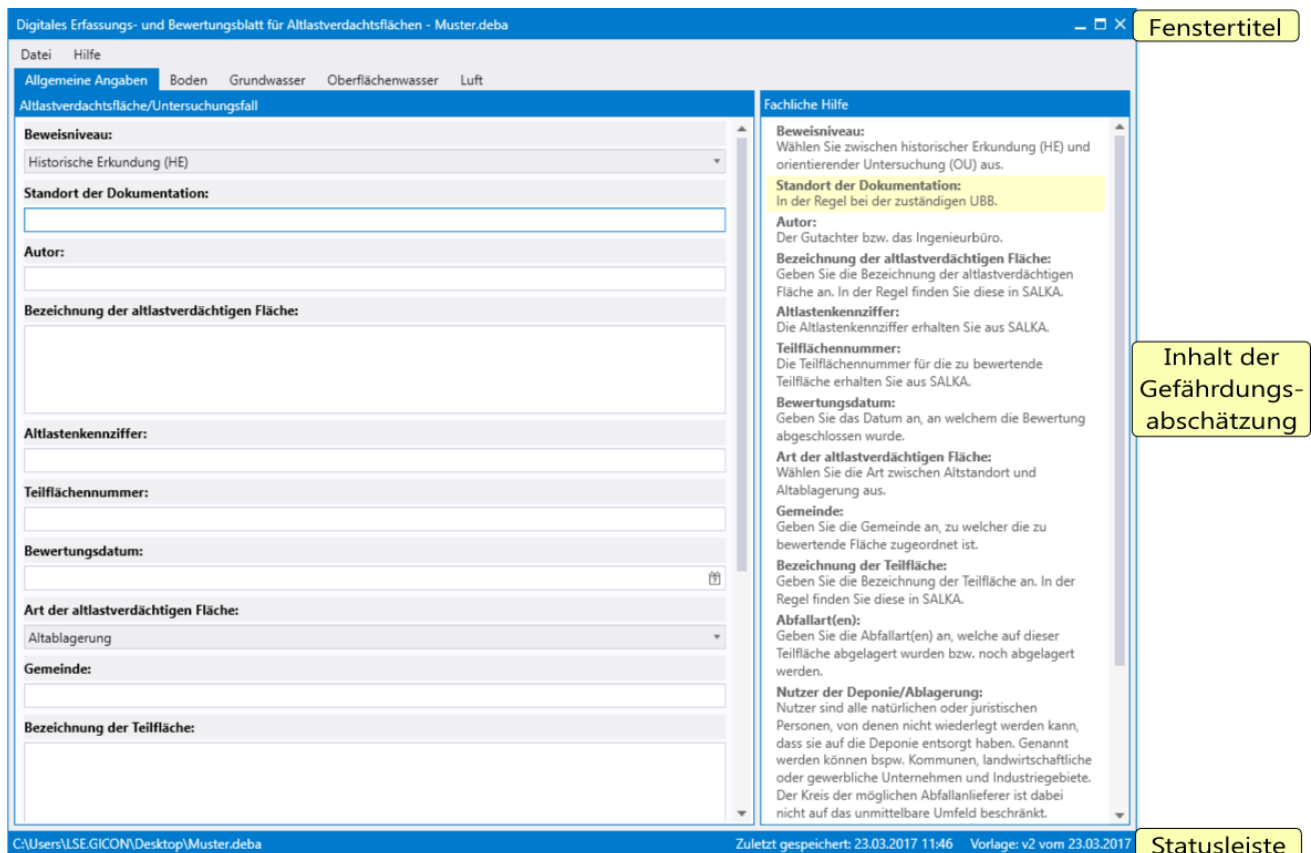 Digitales Erfassungs- und Bewertungsblatt für Altlastverdachtsflächen - Muster.deba
Fenstertitel
Datei Hilfe
Allgemeine Angaben Boden Grundwasser Oberflächenwasser Luft
Altlastverdachtsfläche/Untersuchungsfall
Beweisniveau:
Historische Erkundung (HE)
Standort der Dokumentation:
Autor:
Bezeichnung der altlastverdächtigen Fläche:
Altlastenkennziffer:
Teilflächennummer:
Bewertungsdatum:
Art der altlastverdächtigen Fläche:
Altablagerung
Gemeinde:
Bezeichnung der Teilfläche:
Fachliche Hilfe
Beweisniveau:
Wählen Sie zwischen historischer Erkundung (HE) und
orientierender Untersuchung (OU) aus.
Standort der Dokumentation:
In der Regel bei der zuständigen UBB.
Autor:
Der Gutachter bzw. das Ingenieurbüro.
Bezeichnung der altlastverdächtigen Fläche:
Geben Sie die Bezeichnung der altlastverdächtigen
Fläche an. In der Regel finden Sie diese in SALKA.
Altlastenkennziffer:
Die Altlastenkennziffer erhalten Sie aus SALKA.
Teilflächennummer:
Die Teilflächennummer für die zu bewertende
Teilfläche erhalten Sie aus SALKA.
Bewertungsdatum:
Geben Sie das Datum an, an welchem die Bewertung
abgeschlossen wurde.
Art der altlastverdächtigen Fläche:
Wählen Sie die Art zwischen Altstandort und
Altablagerung aus.
Gemeinde:
Geben Sie die Gemeinde an, zu welcher die zu
bewertende Fläche zugeordnet ist.
Bezeichnung der Teilfläche:
Geben Sie die Bezeichnung der Teilfläche an. In der
Regel finden Sie diese in SALKA.
Abfallart(en):
Geben Sie die Abfallart(en) an, welche auf dieser
Teilfläche abgelagert wurden bzw. noch abgelagert
werden.
Nutzer der Deponie/Ablagerung:
Nutzer sind alle natürlichen oder juristischen
Personen, von denen nicht wiederlegt werden kann,
dass sie auf die Deponie entsorgt haben. Genannt
werden können bspw. Kommunen, landwirtschaftliche
oder gewerbliche Unternehmen und Industriegebiete.
Der Kreis der möglichen Abfallanlieferer ist dabei
nicht auf das unmittelbare Umfeld beschränkt.
Inhalt der
Gefährdungs-
abschätzung
C:\Users\LSE.GICON\Desktop\Muster.deba
Zuletzt gespeichert: 23.03.2017 11:46 Vorlage: v2 vom 23.03.2017
Statusleiste